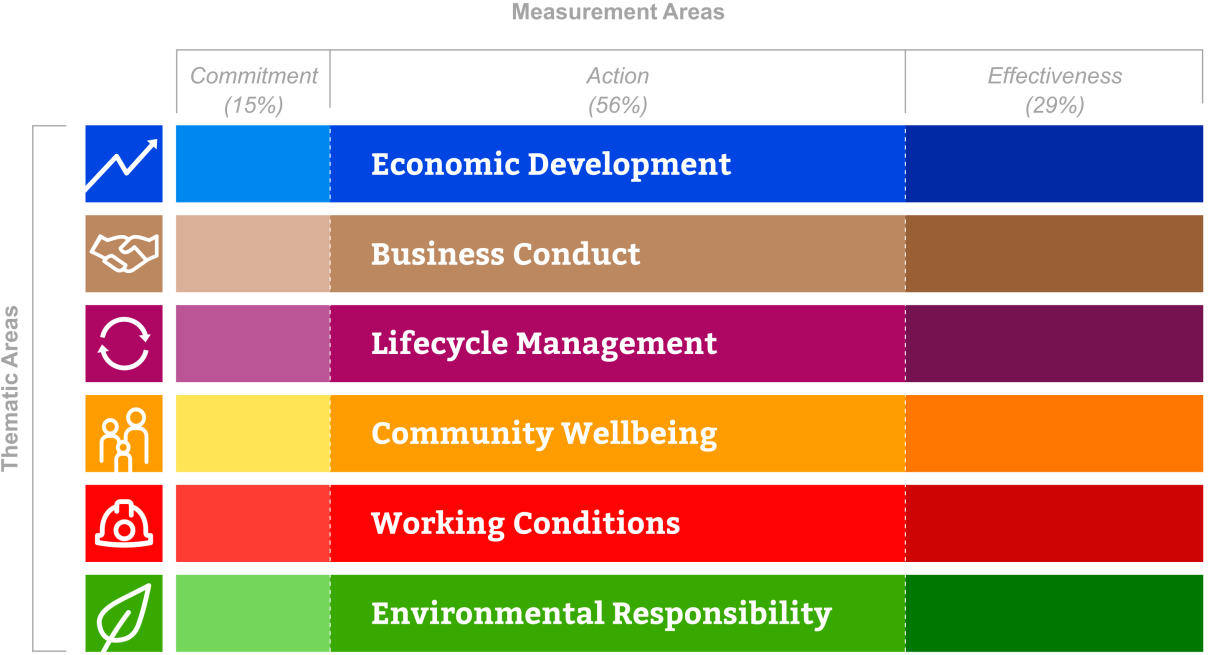 Measurement Areas
Commitment
(15%)
Action
(56%)
Effectiveness
(29%)
Thematic Areas
Economic Development
Business Conduct
Lifecycle Management
Community Wellbeing
Working Conditions
Environmental Responsibility